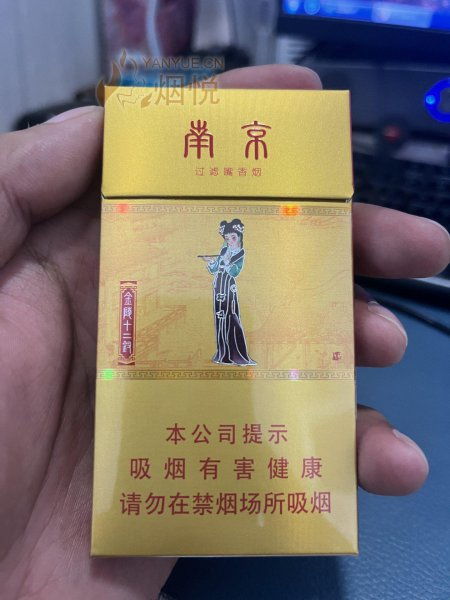 YANYUE.CN
烟悦
南京
过滤嘴香烟
金陵十二钗
本公司提示
吸烟有害健康
请勿在禁烟场所吸烟